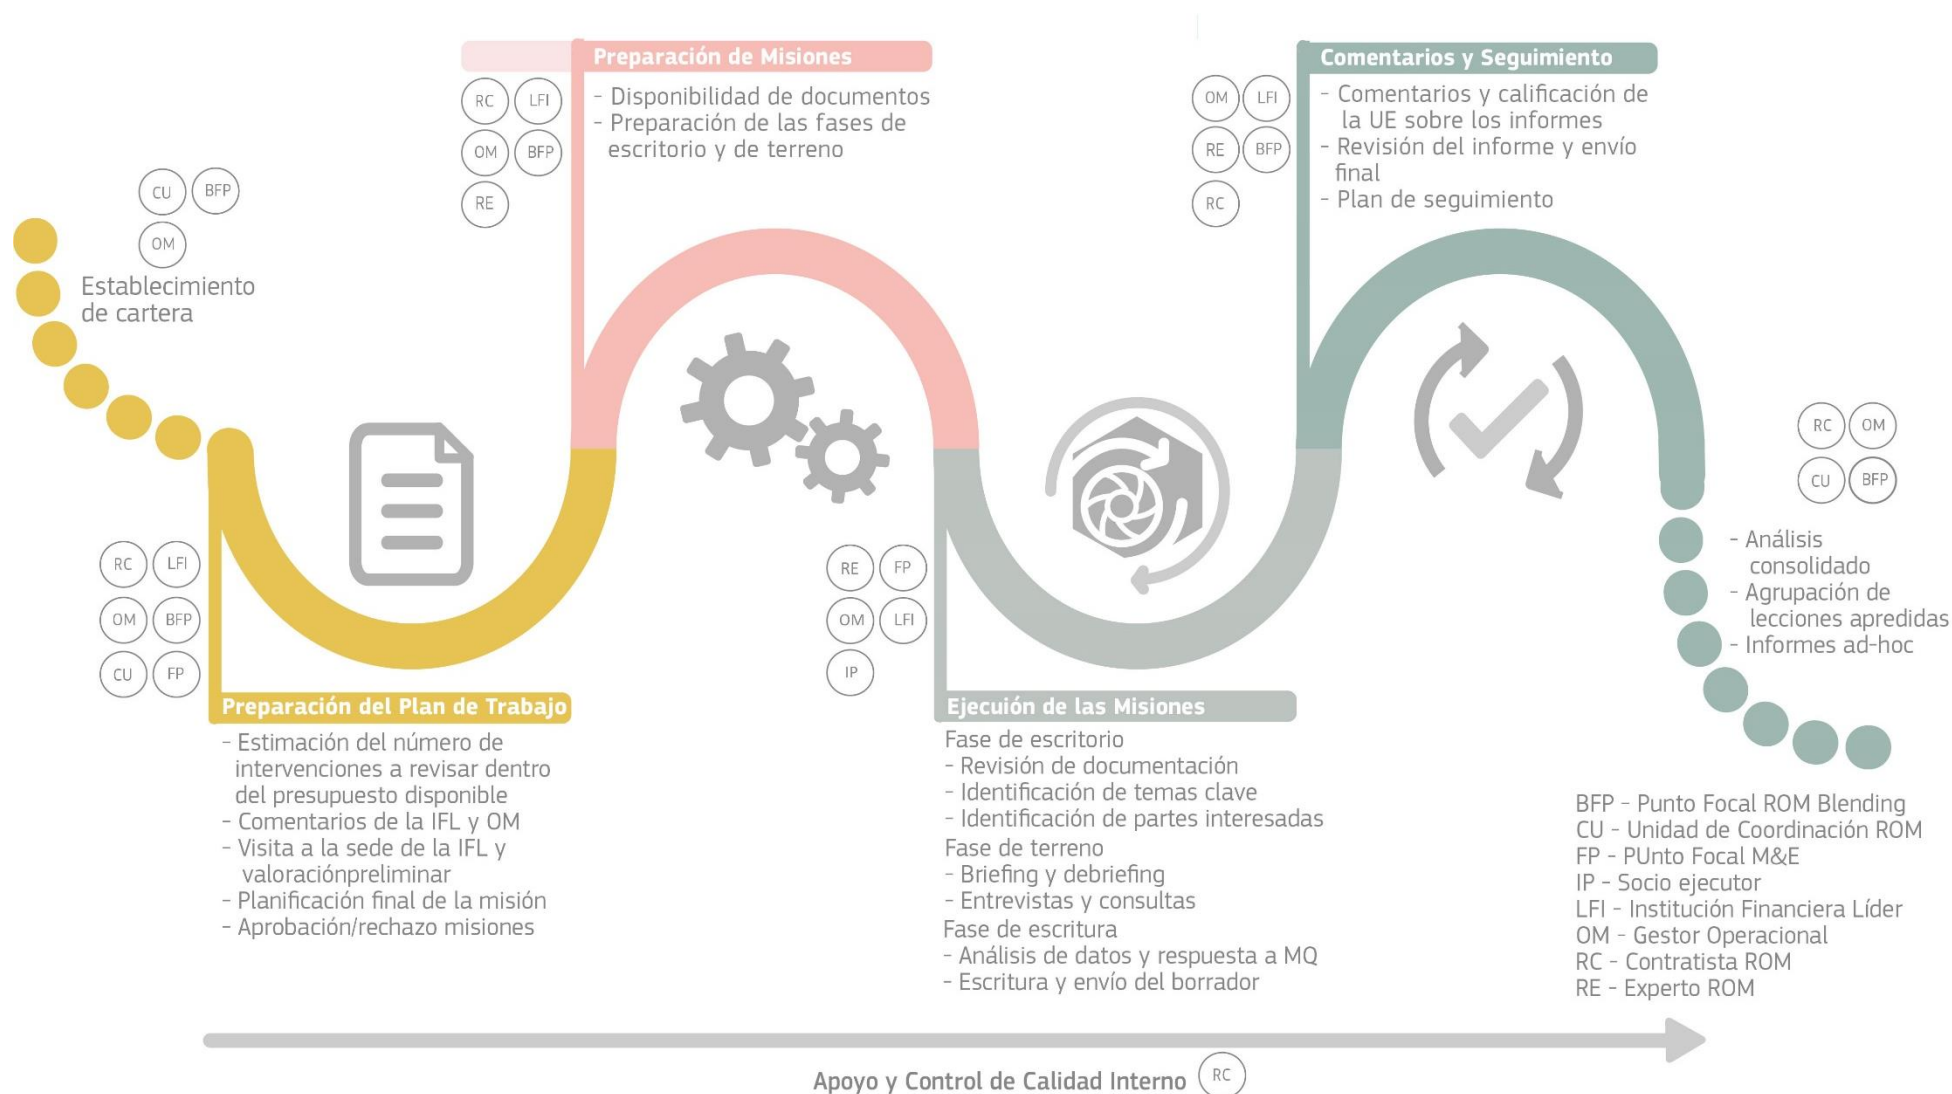 CU
BFP
OM
Establecimiento
de cartera
RC
LFI
OM
BFP
CU
FP
Preparación del Plan de Trabajo
- Estimación del número de
intervenciones a revisar dentro
del presupuesto disponible
- Comentarios de la IFL y OM
- Visita a la sede de la IFL y
valoraciónpreliminar
- Planificación final de la misión
- Aprobación/rechazo misiones
Preparación de Misiones
RC
LFI
OM
BFP
RE
- Disponibilidad de documentos
- Preparación de las fases de
escritorio y de terreno
RE
FP
OM
LFI
IP
Ejecuión de las Misiones
Fase de escritorio
- Revisión de documentación
- Identificación de temas clave
- Identificación de partes interesadas
Fase de terreno
- Briefing y debriefing
- Entrevistas y consultas
Fase de escritura
- Análisis de datos y respuesta a MQ
- Escritura y envío del borrador
Comentarios y Seguimiento
OM
LFI
RE
BFP
RC
- Comentarios y calificación de
la UE sobre los informes
- Revisión del informe y envío
final
- Plan de seguimiento
RC
OM
CU
BFP
- Análisis
consolidado
- Agrupación de
lecciones apredidas
- Informes ad-hoc
BFP - Punto Focal ROM Blending
CU - Unidad de Coordinación ROM
FP - PUnto Focal M&E
IP - Socio ejecutor
LFI - Institución Financiera Líder
OM - Gestor Operacional
RC - Contratista ROM
RE - Experto ROM
Apoyo y Control de Calidad Interno
RC